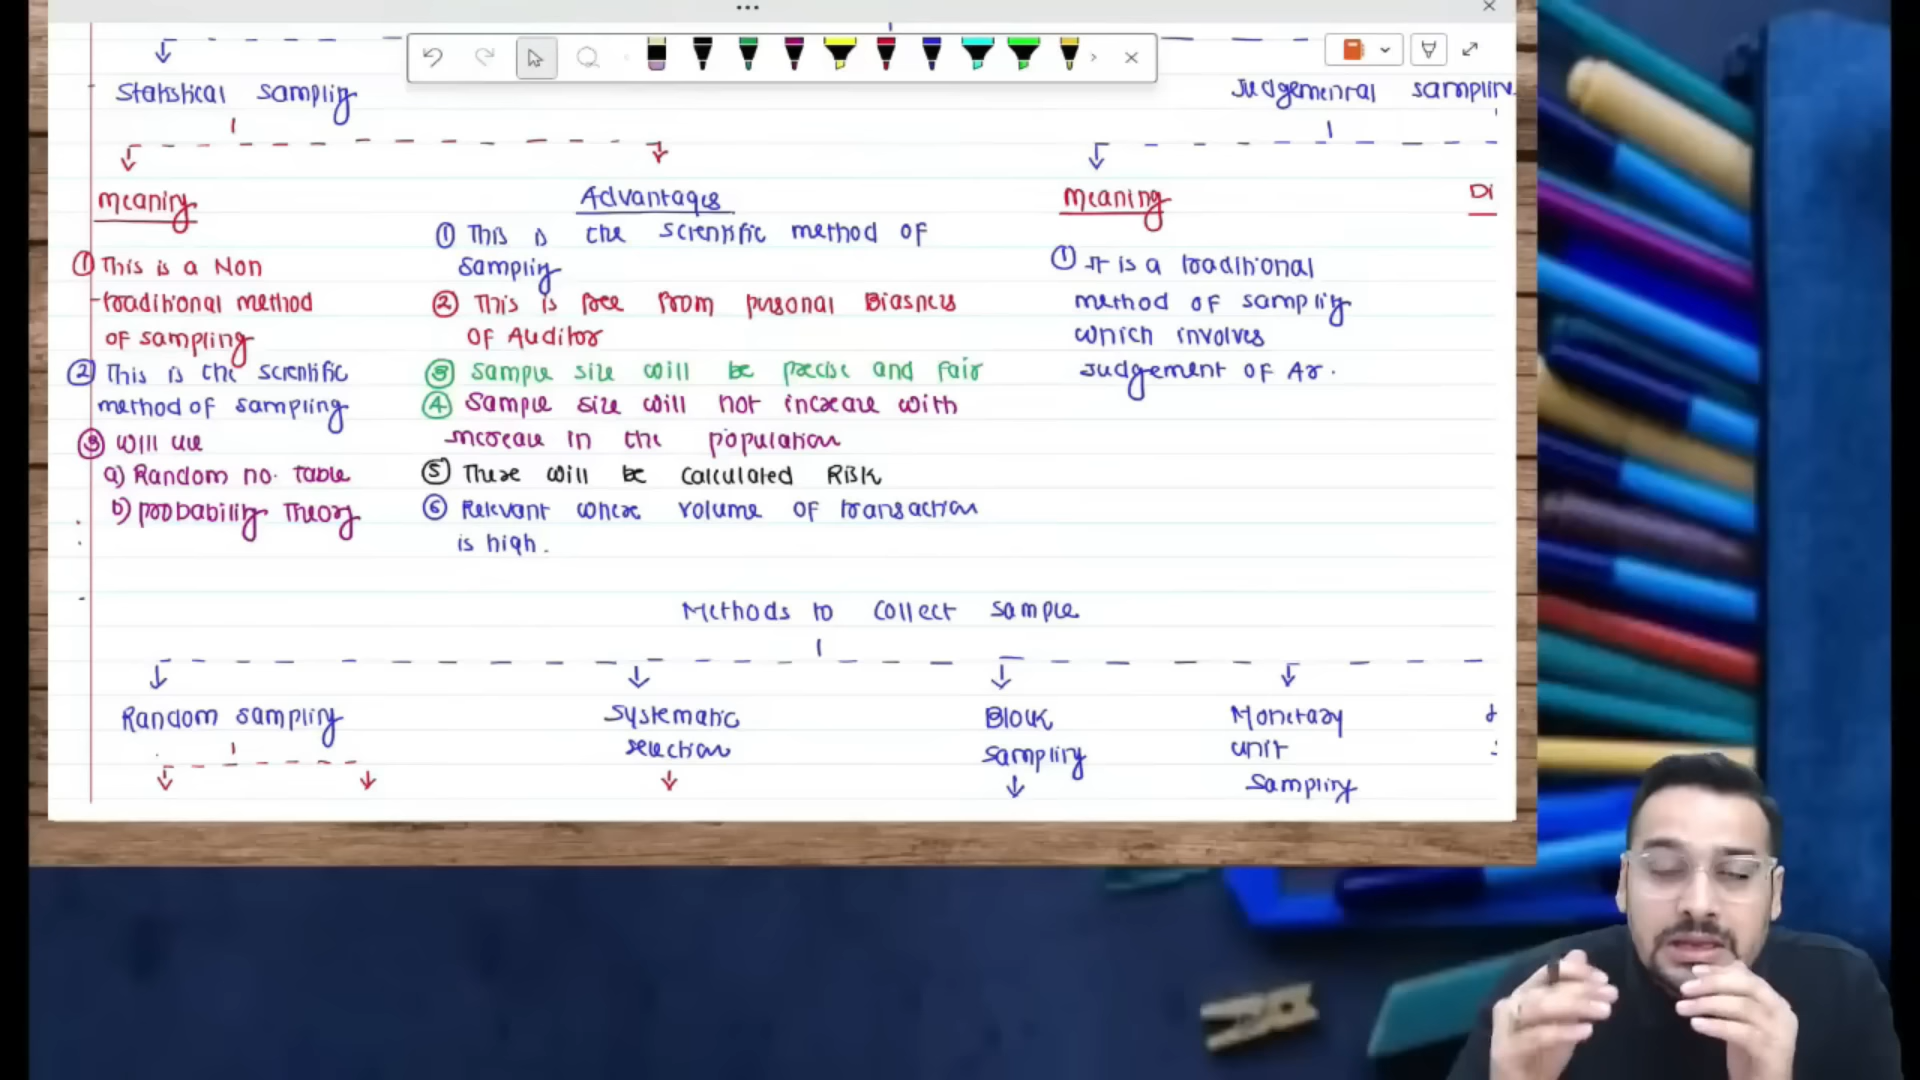 Statistical sampling
Judgemental samplin
Meaning
① This is a Non
traditional method
of sampling
② This is the scientific
method of sampling
③ will use
a) Random no. table
b) probability Theory
Advantages
① This is the scientific method of
sampling
② This is free from personal Biasness
of Auditor
③ Sample size will be precise and fair
④ Sample size will not increase with
increase in the population
⑤ There will be calculated Risk
⑥ Relevant where volume of transaction
is high.
Meaning
① It is a traditional
method of sampling
which involves
Judgement of Ar.
Di
Methods to collect sample
Random sampling
Systematic
selection
Block
sampling
Monetary
unit
Sampling